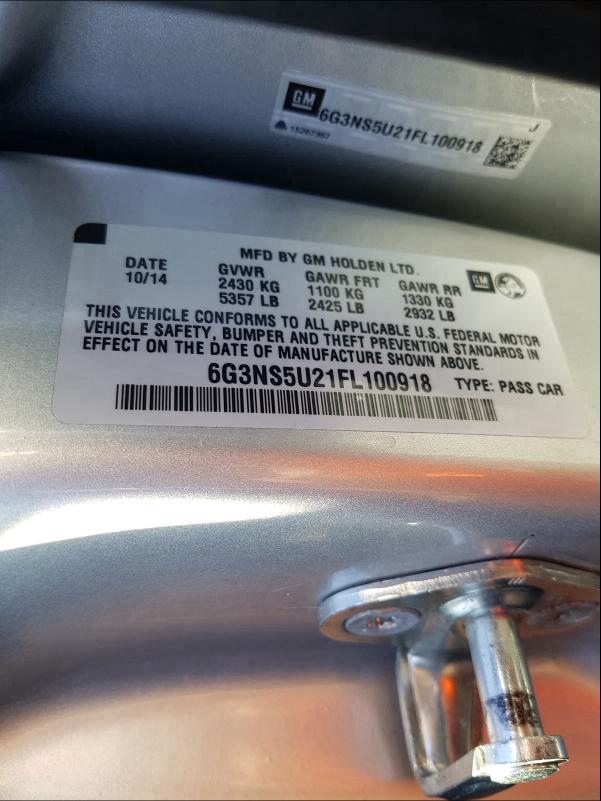 GM
6G3NS5U21FL100918
J
15267357
MFD BY GM HOLDEN LTD.
DATE GVWR GAWR FRT GAWR RR GM
10/14 2430 KG 1100 KG 1330 KG
5357 LB 2425 LB 2932 LB
THIS VEHICLE CONFORMS TO ALL APPLICABLE U.S. FEDERAL MOTOR
VEHICLE SAFETY, BUMPER AND THEFT PREVENTION STANDARDS IN
EFFECT ON THE DATE OF MANUFACTURE SHOWN ABOVE.
6G3NS5U21FL100918 TYPE: PASS CAR